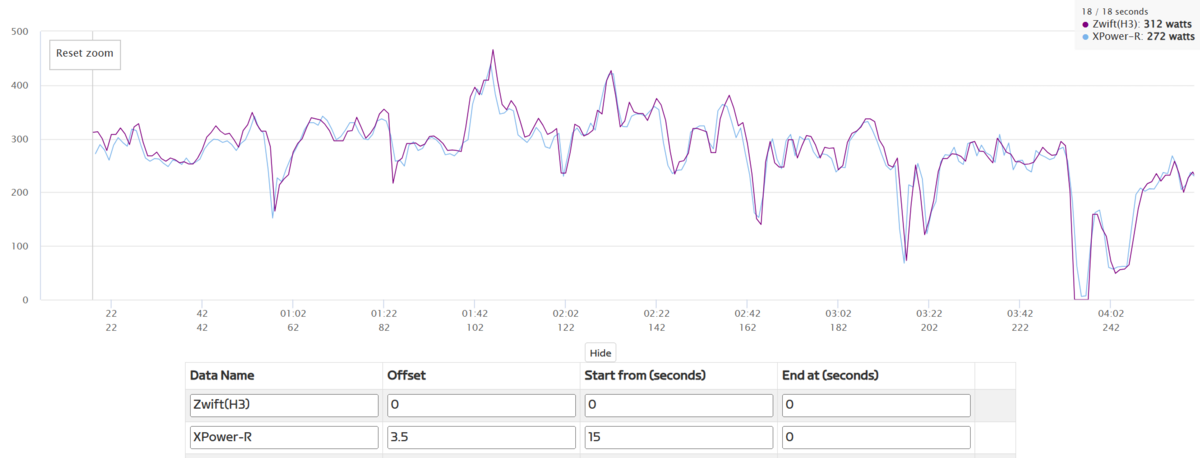 18 / 18 seconds
● Zwift(H3): 312 watts
● XPower-R: 272 watts
Reset zoom
500
400
300
200
100
0
22 42 01:02 01:22 01:42 02:02 02:22 02:42 03:02 03:22 03:42 04:02
22 42 62 82 102 122 142 162 182 202 222 242
Hide
Data Name Offset Start from (seconds) End at (seconds)
Zwift(H3) 0 0 0
XPower-R 3.5 15 0